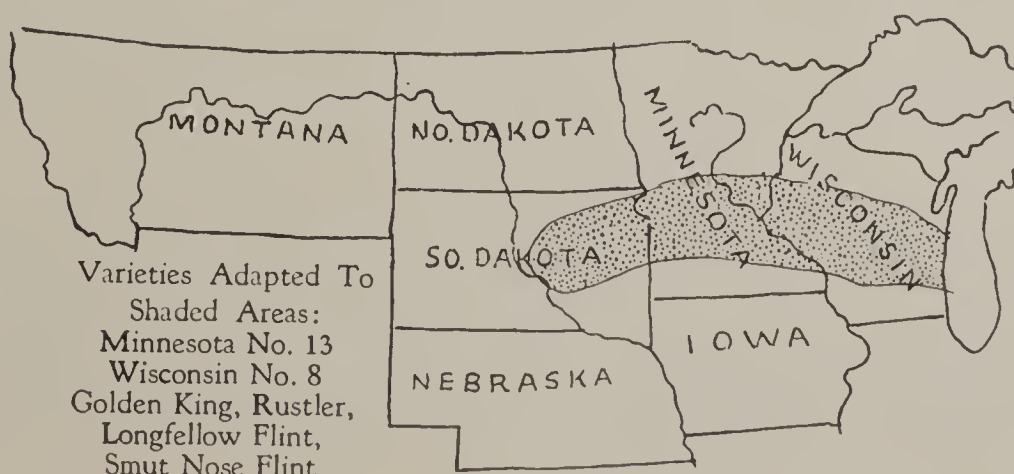 MONTANA
NO. DAKOTA
MINNESOTA
WISCONSIN
SO. DAKOTA
NEBRASKA
IOWA
Varieties Adapted To
Shaded Areas:
Minnesota No. 13
Wisconsin No. 8
Golden King, Rustler,
Longfellow Flint,
Smut Nose Flint